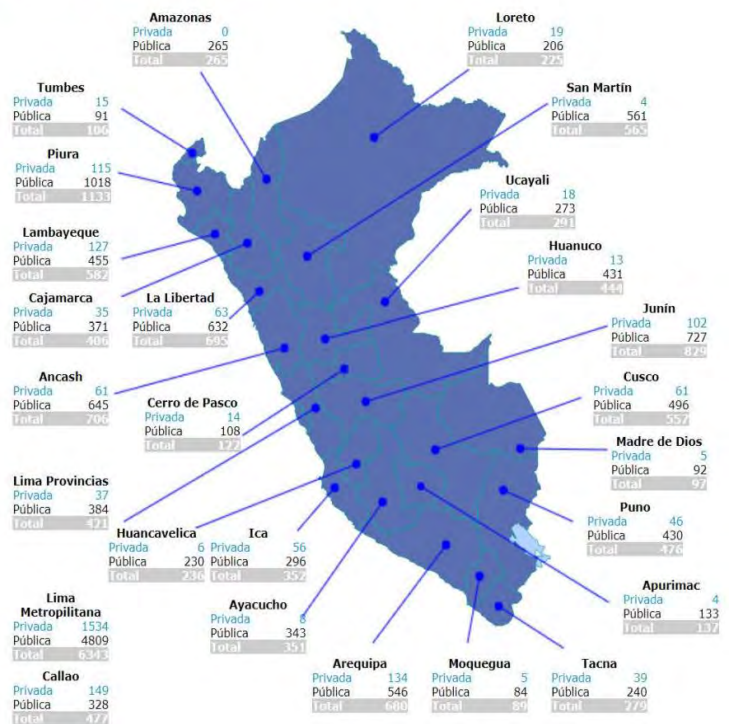 Amazonas
Privada 0
Pública 265
Total 265
Loreto
Privada 19
Pública 206
Total 225
Tumbes
Privada 15
Pública 91
Total 106
San Martín
Privada 4
Pública 561
Total 565
Piura
Privada 115
Pública 1018
Total 1133
Ucayali
Privada 18
Pública 273
Total 291
Lambayeque
Privada 127
Pública 455
Total 582
Huanuco
Privada 13
Pública 431
Total 444
Cajamarca
Privada 35
Pública 371
Total 406
La Libertad
Privada 63
Pública 632
Total 695
Junín
Privada 102
Pública 727
Total 829
Ancash
Privada 61
Pública 645
Total 706
Cerro de Pasco
Privada 14
Pública 108
Total 122
Cusco
Privada 61
Pública 496
Total 557
Madre de Dios
Privada 5
Pública 92
Total 97
Lima Provincias
Privada 37
Pública 384
Total 421
Huancavelica
Privada 6
Pública 230
Total 236
Ica
Privada 56
Pública 296
Total 352
Puno
Privada 46
Pública 430
Total 476
Lima
Metropilitana
Privada 1534
Pública 4809
Total 6343
Ayacucho
Privada 8
Pública 343
Total 351
Apurimac
Privada 4
Pública 133
Total 137
Callao
Privada 149
Pública 328
Total 477
Arequipa
Privada 134
Pública 546
Total 680
Moquegua
Privada 5
Pública 84
Total 89
Tacna
Privada 39
Pública 240
Total 279